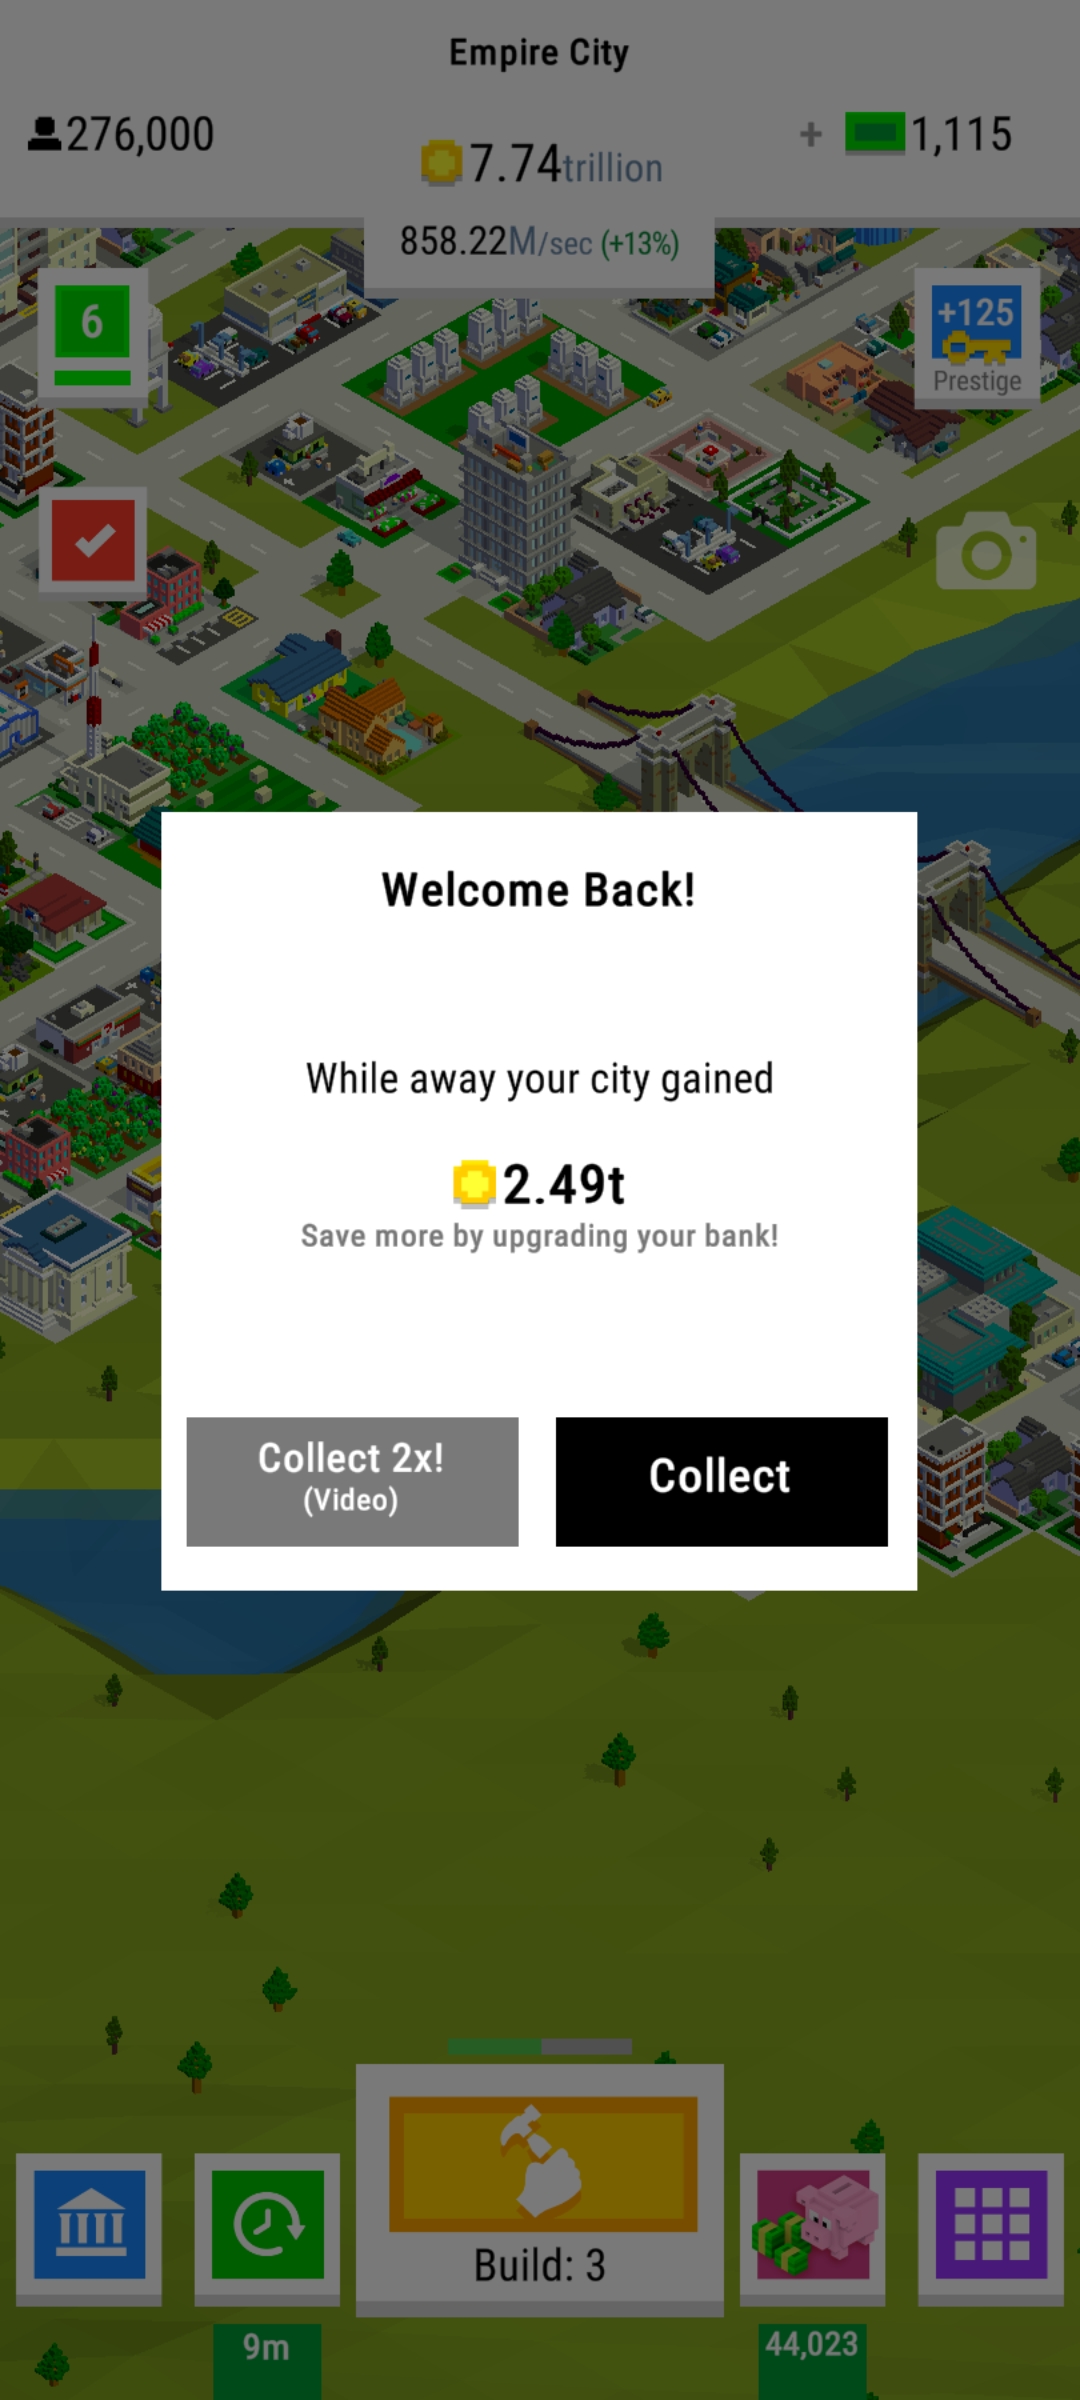 Empire City
276,000
7.74trillion
+ 1,115
858.22M/sec (+13%)
6
+125
Prestige
Welcome Back!
While away your city gained
2.49t
Save more by upgrading your bank!
Collect 2x!
(Video)
Collect
Build: 3
9m
44,023